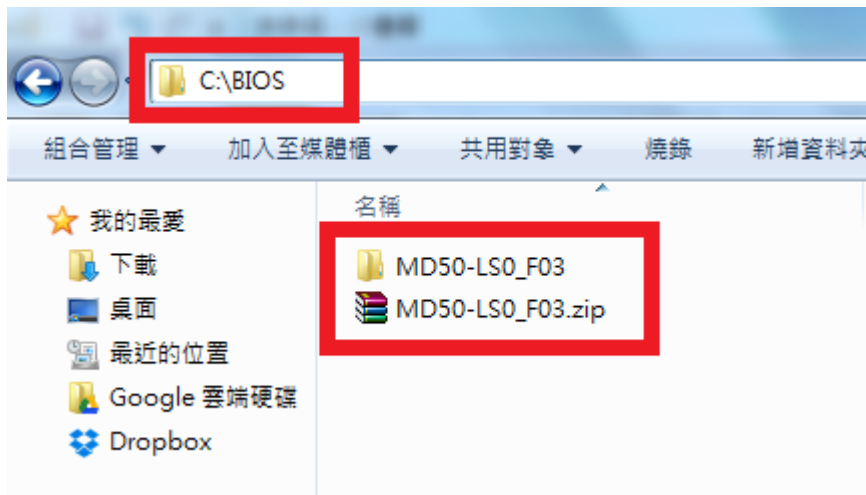 C:\BIOS
組合管理 加入至媒體櫃 共用對象 燒錄 新增資料夾
我的最愛
下載
桌面
最近的位置
Google 雲端硬碟
Dropbox
名稱
MD50-LS0_F03
MD50-LS0_F03.zip